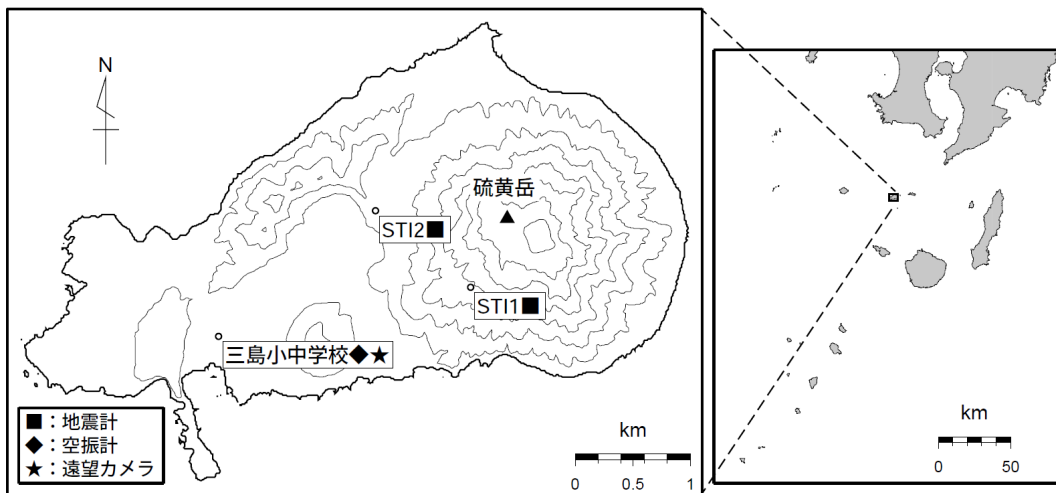 N
硫黄岳
STI2■
STI1■
三島小中学校◆★
■：地震計
◆：空振計
★：遠望カメラ
km
0 0.5 1
km
0 50